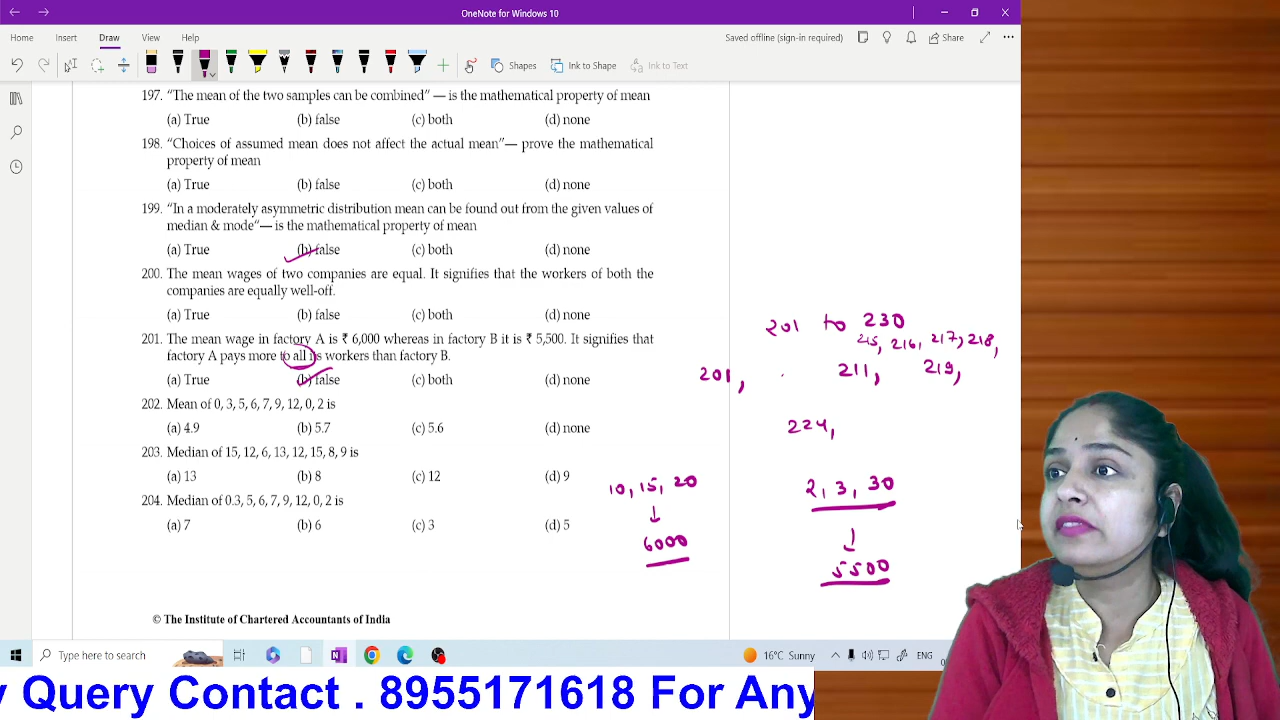 OneNote for Windows 10
Home Insert Draw View Help Saved offline (sign-in required) Share
Shapes Ink to Shape Ink to Text
197. “The mean of the two samples can be combined” — is the mathematical property of mean
(a) True (b) false (c) both (d) none
198. “Choices of assumed mean does not affect the actual mean”— prove the mathematical
property of mean
(a) True (b) false (c) both (d) none
199. “In a moderately asymmetric distribution mean can be found out from the given values of
median & mode“— is the mathematical property of mean
(a) True (b) false (c) both (d) none
200. The mean wages of two companies are equal. It signifies that the workers of both the
companies are equally well-off.
(a) True (b) false (c) both (d) none
201. The mean wage in factory A is ₹ 6,000 whereas in factory B it is ₹ 5,500. It signifies that
factory A pays more to all its workers than factory B.
(a) True (b) false (c) both (d) none
202. Mean of 0, 3, 5, 6, 7, 9, 12, 0, 2 is
(a) 4.9 (b) 5.7 (c) 5.6 (d) none
203. Median of 15, 12, 6, 13, 12, 15, 8, 9 is
(a) 13 (b) 8 (c) 12 (d) 9
204. Median of 0.3, 5, 6, 7, 9, 12, 0, 2 is
(a) 7 (b) 6 (c) 3 (d) 5
© The Institute of Chartered Accountants of India
201 to 230
215, 216, 217, 218,
201, 211, 219,
224,
10, 15, 20 2, 3, 30
6000 5500
Type here to search 16°C Sunny ENG
y Query Contact . 8955171618 For Any